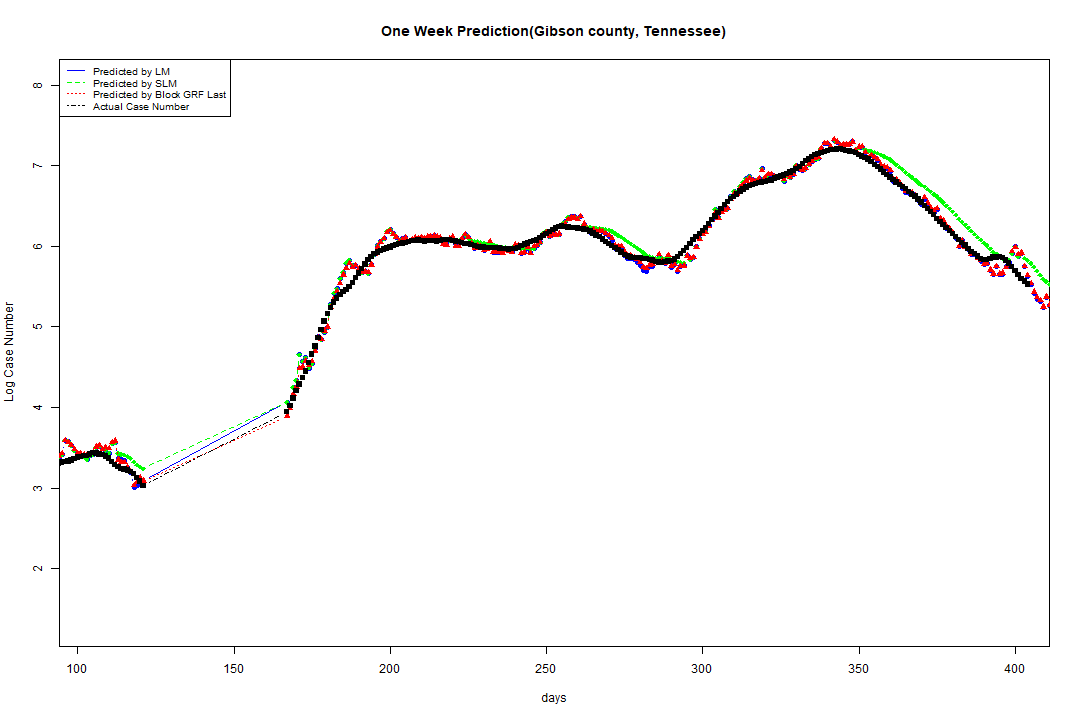 One Week Prediction(Gibson county, Tennessee)
Predicted by LM
Predicted by SLM
Predicted by Block GRF Last
Actual Case Number
8
7
6
5
4
3
2
Log Case Number
100 150 200 250 300 350 400
days